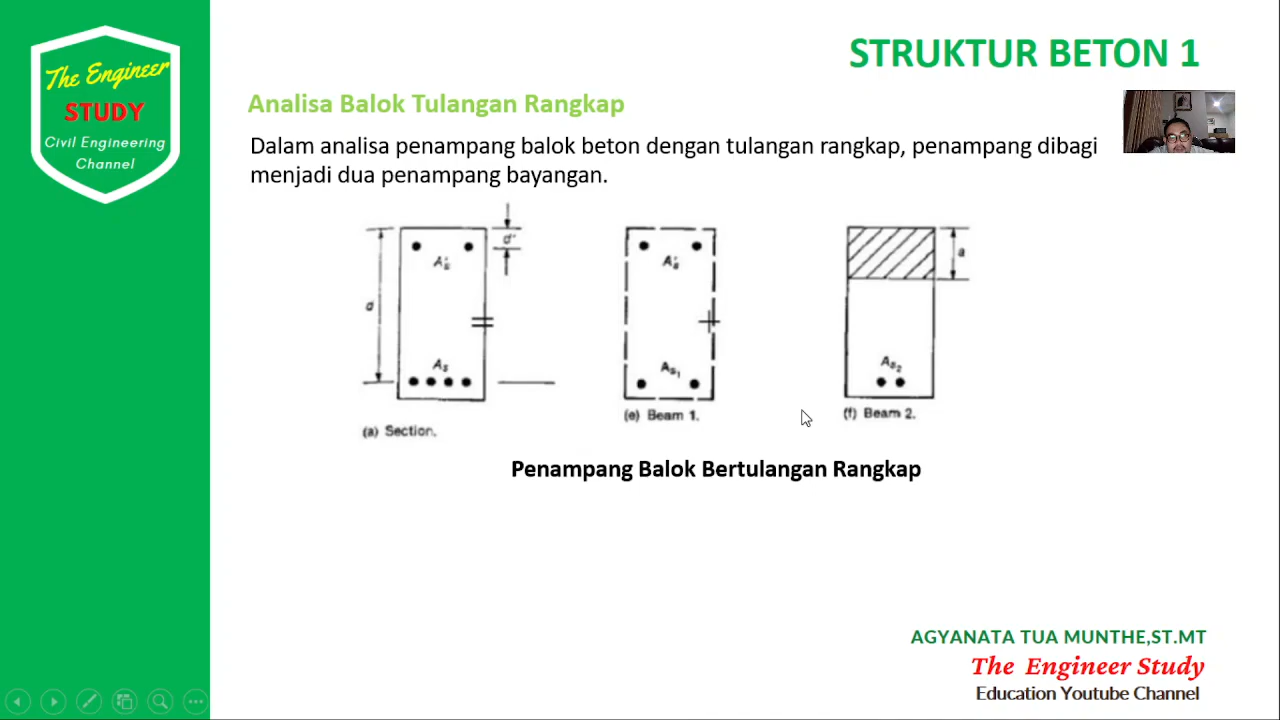 The Engineer
STUDY
Civil Engineering
Channel
STRUKTUR BETON 1
Analisa Balok Tulangan Rangkap
Dalam analisa penampang balok beton dengan tulangan rangkap, penampang dibagi
menjadi dua penampang bayangan.
d'
A's
d
As
(a) Section.
A's
As1
(e) Beam 1.
a
As2
(f) Beam 2.
Penampang Balok Bertulangan Rangkap
AGYANATA TUA MUNTHE,ST.MT
The Engineer Study
Education Youtube Channel